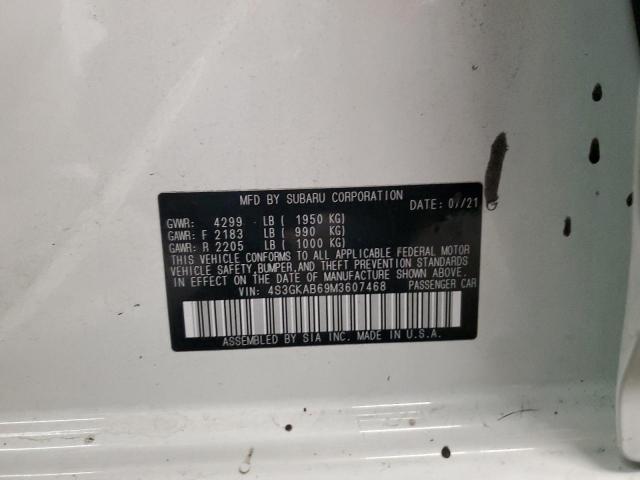 MFD BY SUBARU CORPORATION DATE: 07/21
GVWR: 4299 LB ( 1950 KG)
GAWR: F 2183 LB ( 990 KG)
GAWR: R 2205 LB ( 1000 KG)
THIS VEHICLE CONFORMS TO ALL APPLICABLE FEDERAL MOTOR
VEHICLE SAFETY, BUMPER, AND THEFT PREVENTION STANDARDS
IN EFFECT ON THE DATE OF MANUFACTURE SHOWN ABOVE.
VIN: 4S3GKAB69M3607468 PASSENGER CAR
ASSEMBLED BY SIA INC. MADE IN U.S.A.